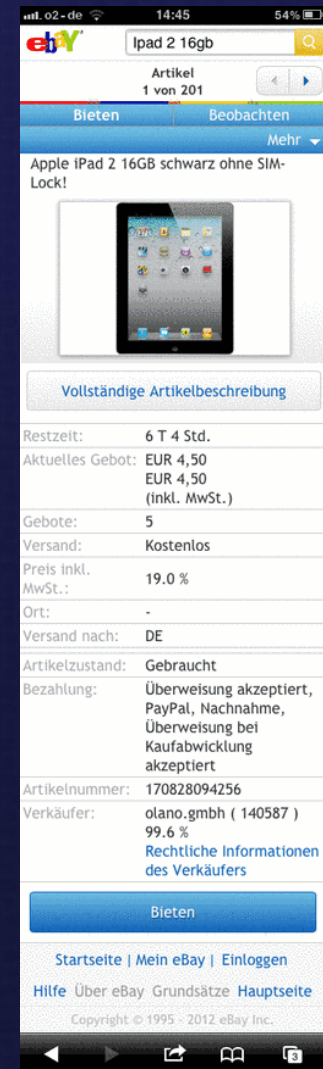 o2-de 14:45 54%
ebaY Ipad 2 16gb
Artikel
1 von 201
Bieten Beobachten
Mehr
Apple iPad 2 16GB schwarz ohne SIM-
Lock!
Vollständige Artikelbeschreibung
Restzeit: 6 T 4 Std.
Aktuelles Gebot: EUR 4,50
EUR 4,50
(inkl. MwSt.)
Gebote: 5
Versand: Kostenlos
Preis inkl. 19.0 %
MwSt.:
Ort: -
Versand nach: DE
Artikelzustand: Gebraucht
Bezahlung: Überweisung akzeptiert,
PayPal, Nachnahme,
Überweisung bei
Kaufabwicklung
akzeptiert
Artikelnummer: 170828094256
Verkäufer: olano.gmbh ( 140587 )
99.6 %
Rechtliche Informationen
des Verkäufers
Bieten
Startseite | Mein eBay | Einloggen
Hilfe Über eBay Grundsätze Hauptseite
Copyright © 1995 - 2012 eBay Inc.
3